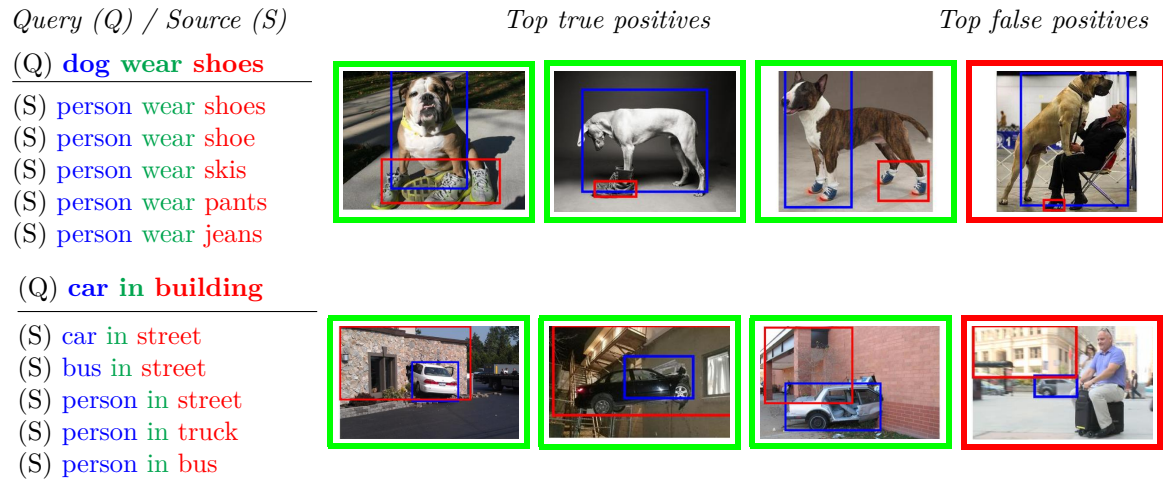 Query (Q) / Source (S)
Top true positives
Top false positives
(Q) dog wear shoes
(S) person wear shoes
(S) person wear shoe
(S) person wear skis
(S) person wear pants
(S) person wear jeans
(Q) car in building
(S) car in street
(S) bus in street
(S) person in street
(S) person in truck
(S) person in bus